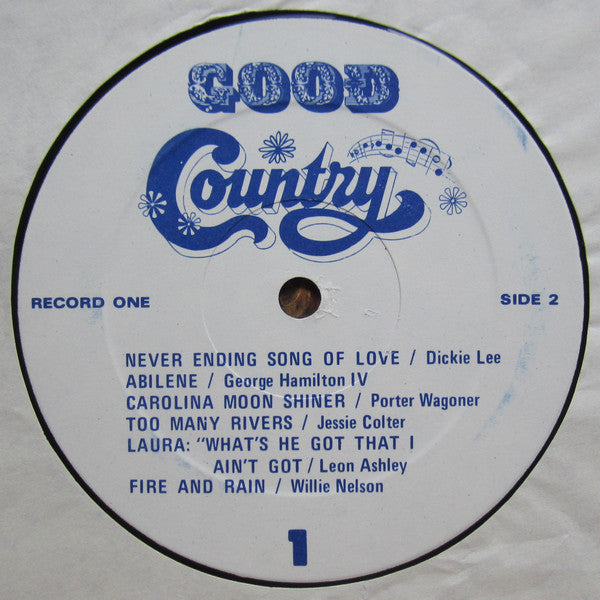 GOOD
Country
RECORD ONE
SIDE 2
NEVER ENDING SONG OF LOVE / Dickie Lee
ABILENE / George Hamilton IV
CAROLINA MOON SHINER / Porter Wagoner
TOO MANY RIVERS / Jessie Colter
LAURA: "WHAT'S HE GOT THAT I
AIN'T GOT / Leon Ashley
FIRE AND RAIN / Willie Nelson
1